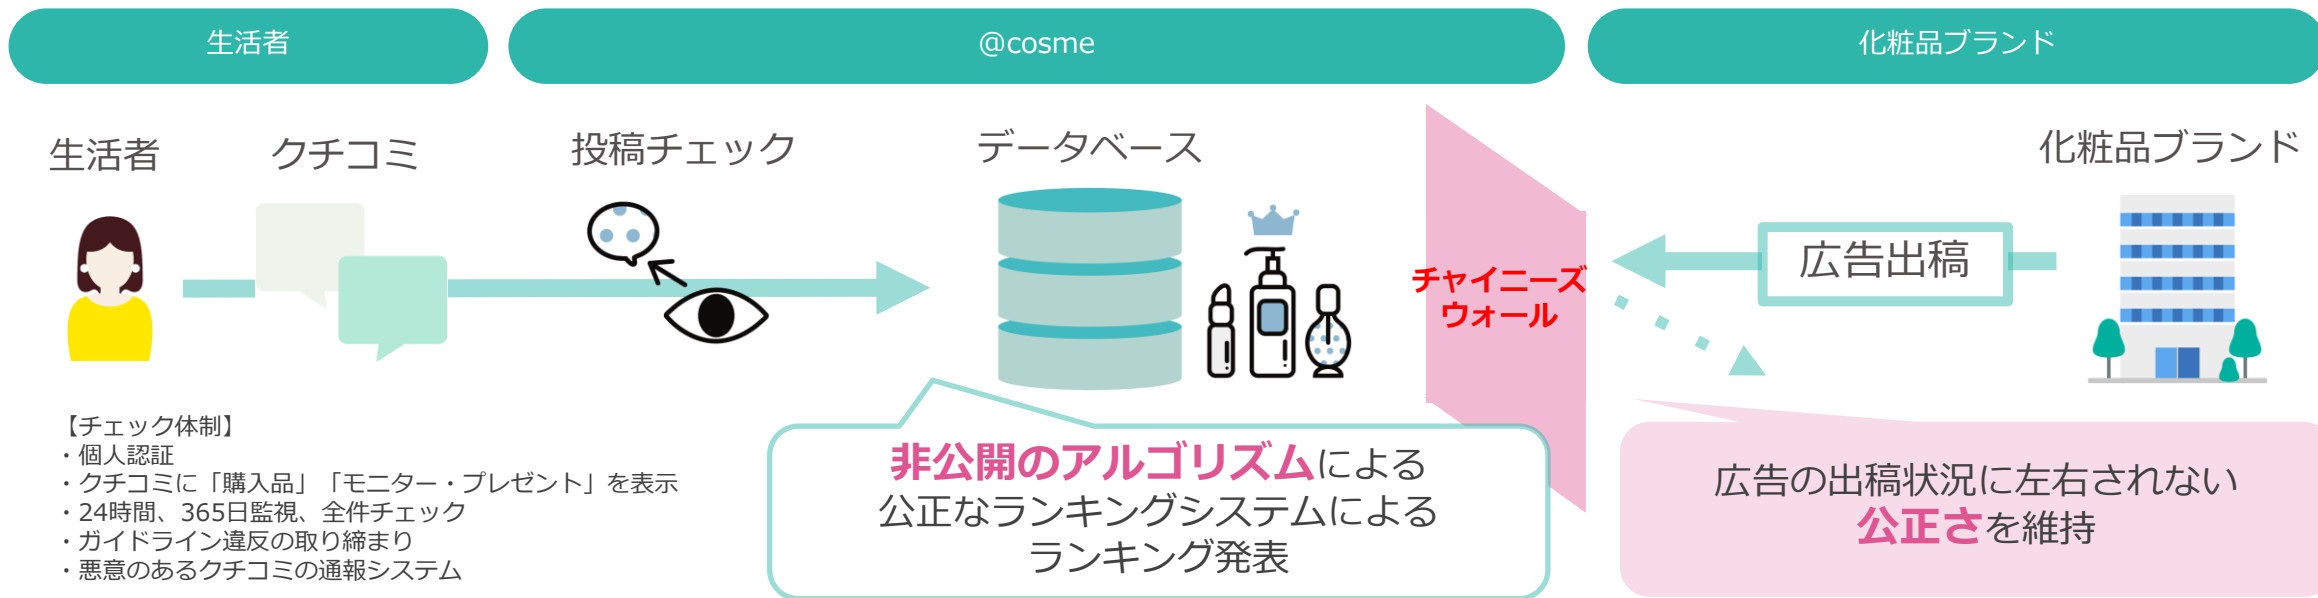 生活者
@cosme
化粧品ブランド
生活者
クチコミ
投稿チェック
データベース
化粧品ブランド
チャイニーズ
ウォール
広告出稿
【チェック体制】
・個人認証
・クチコミに「購入品」「モニター・プレゼント」を表示
・24時間、365日監視、全件チェック
・ガイドライン違反の取り締まり
・悪意のあるクチコミの通報システム
非公開のアルゴリズムによる
公正なランキングシステムによる
ランキング発表
広告の出稿状況に左右されない
公正さを維持